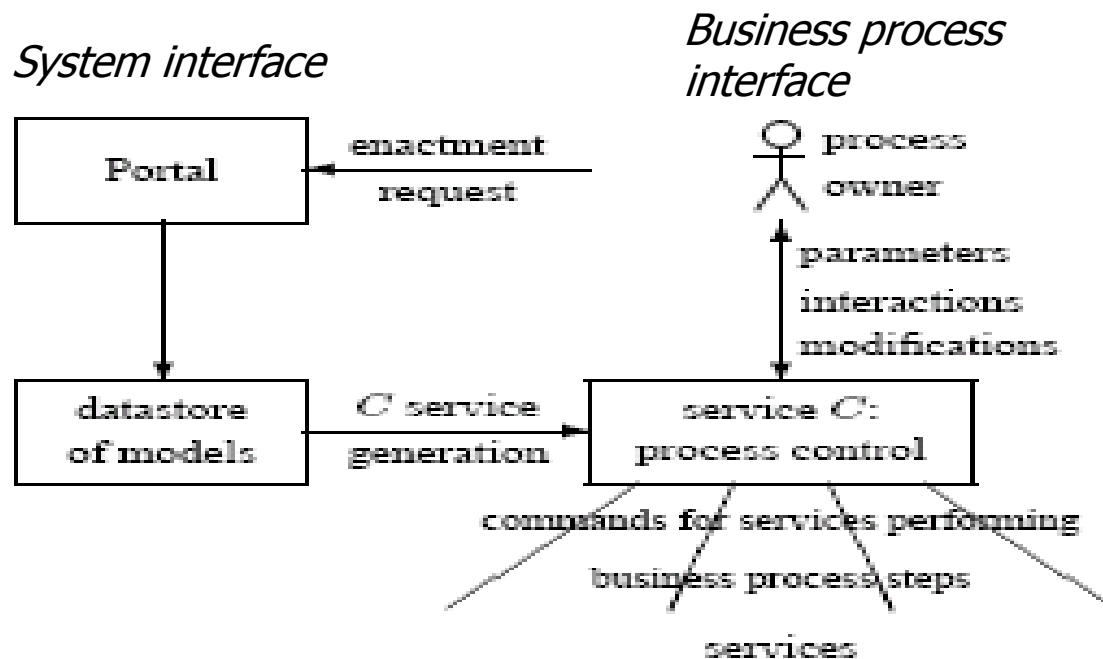 System interface
Business process
interface
Portal
enactment
request
process
owner
parameters
interactions
modifications
datastore
of models
C service
generation
service C:
process control
commands for services performing
business process steps
services